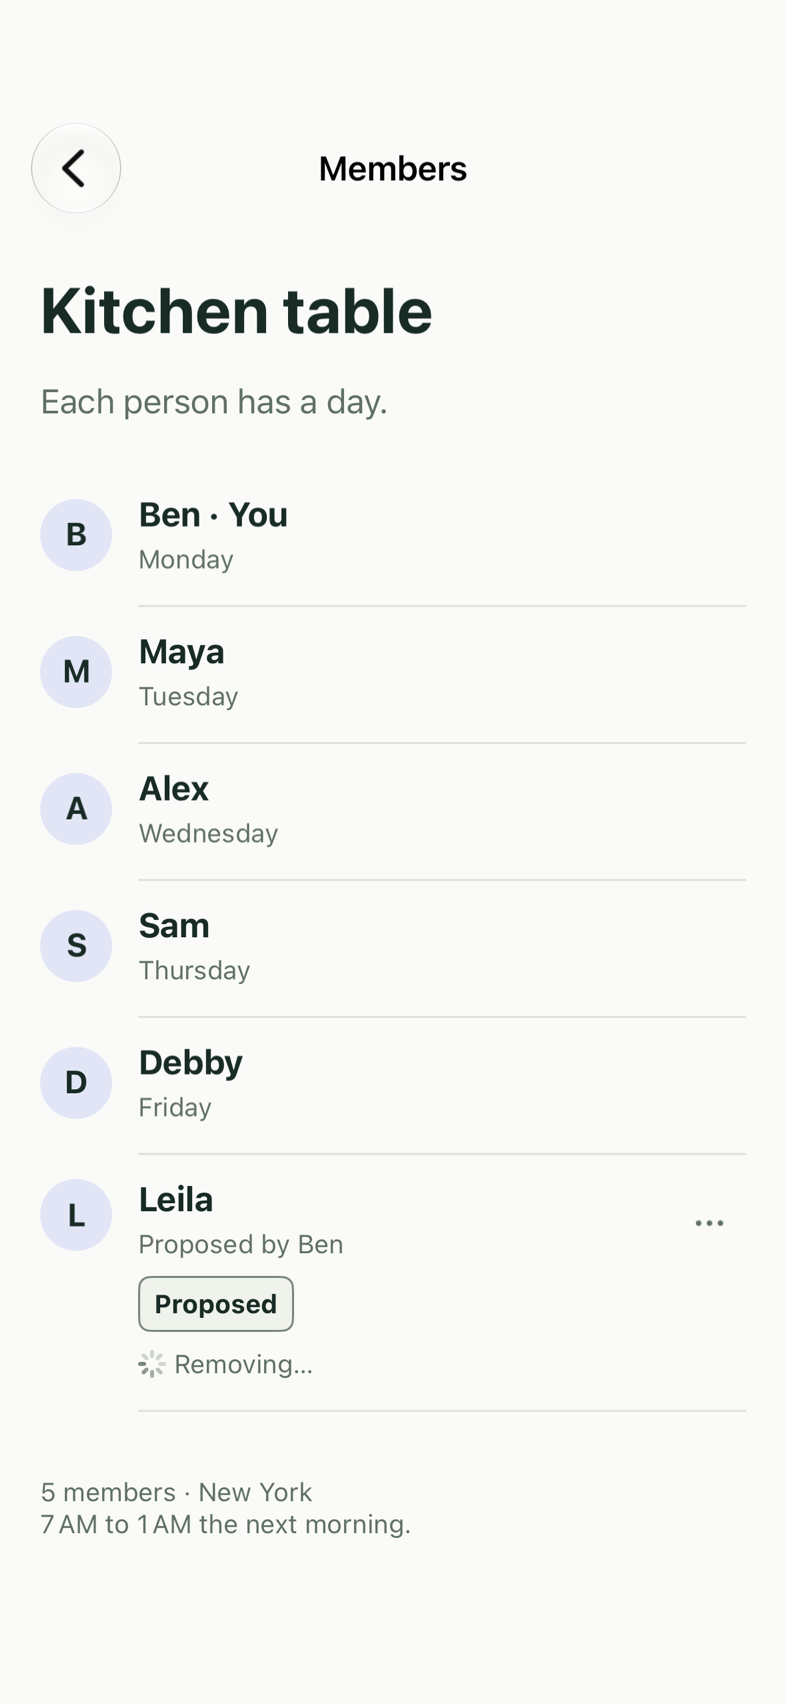 Members
Kitchen table
Each person has a day.
B
Ben · You
Monday
M
Maya
Tuesday
A
Alex
Wednesday
S
Sam
Thursday
D
Debby
Friday
L
Leila
Proposed by Ben
Proposed
Removing...
5 members · New York
7 AM to 1 AM the next morning.